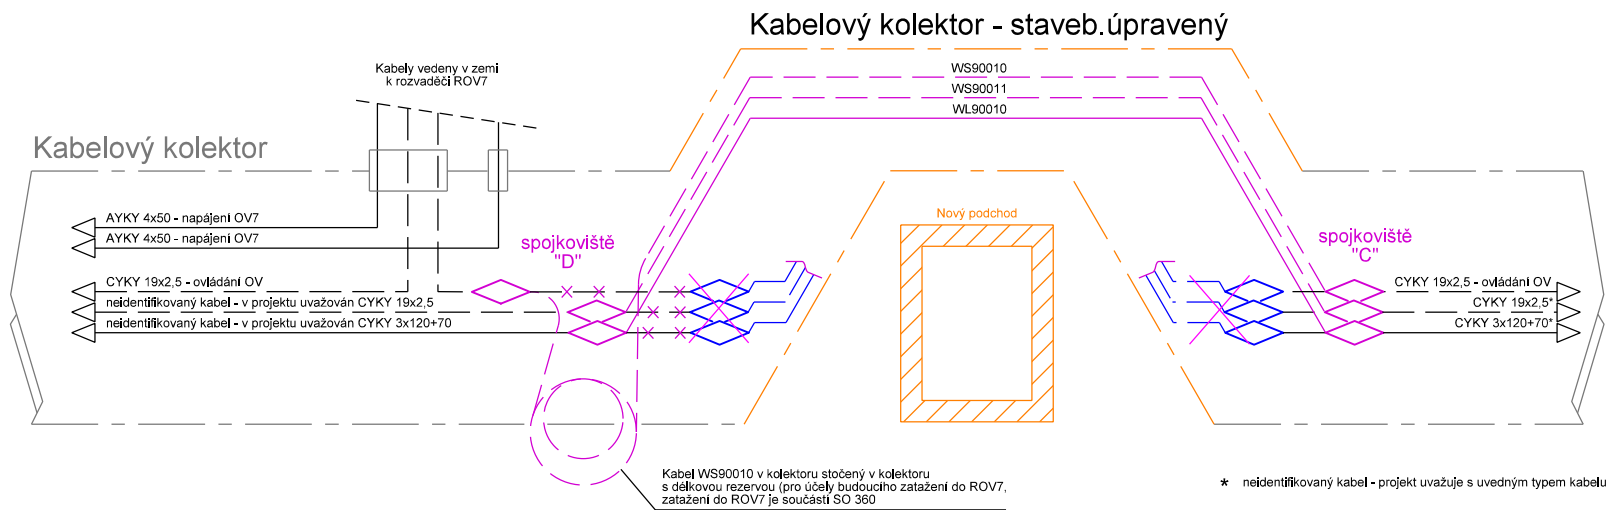 Kabelový kolektor - staveb.úpravený
Kabely vedeny v zemi
k rozvaděči ROV7
WS90010
WS90011
WL90010
Kabelový kolektor
AYKY 4x50 - napájení OV7
AYKY 4x50 - napájení OV7
spojkoviště
"D"
Nový podchod
spojkoviště
"C"
CYKY 19x2,5 - ovládání OV
neidentifikovaný kabel - v projektu uvažován CYKY 19x2,5
neidentifikovaný kabel - v projektu uvažován CYKY 3x120+70
CYKY 19x2,5 - ovládání OV
CYKY 19x2,5*
CYKY 3x120+70*
Kabel WS90010 v kolektoru stočený v kolektoru
s délkovou rezervou (pro účely budoucího zatažení do ROV7,
zatažení do ROV7 je součástí SO 360
* neidentifikovaný kabel - projekt uvažuje s uvedným typem kabelu